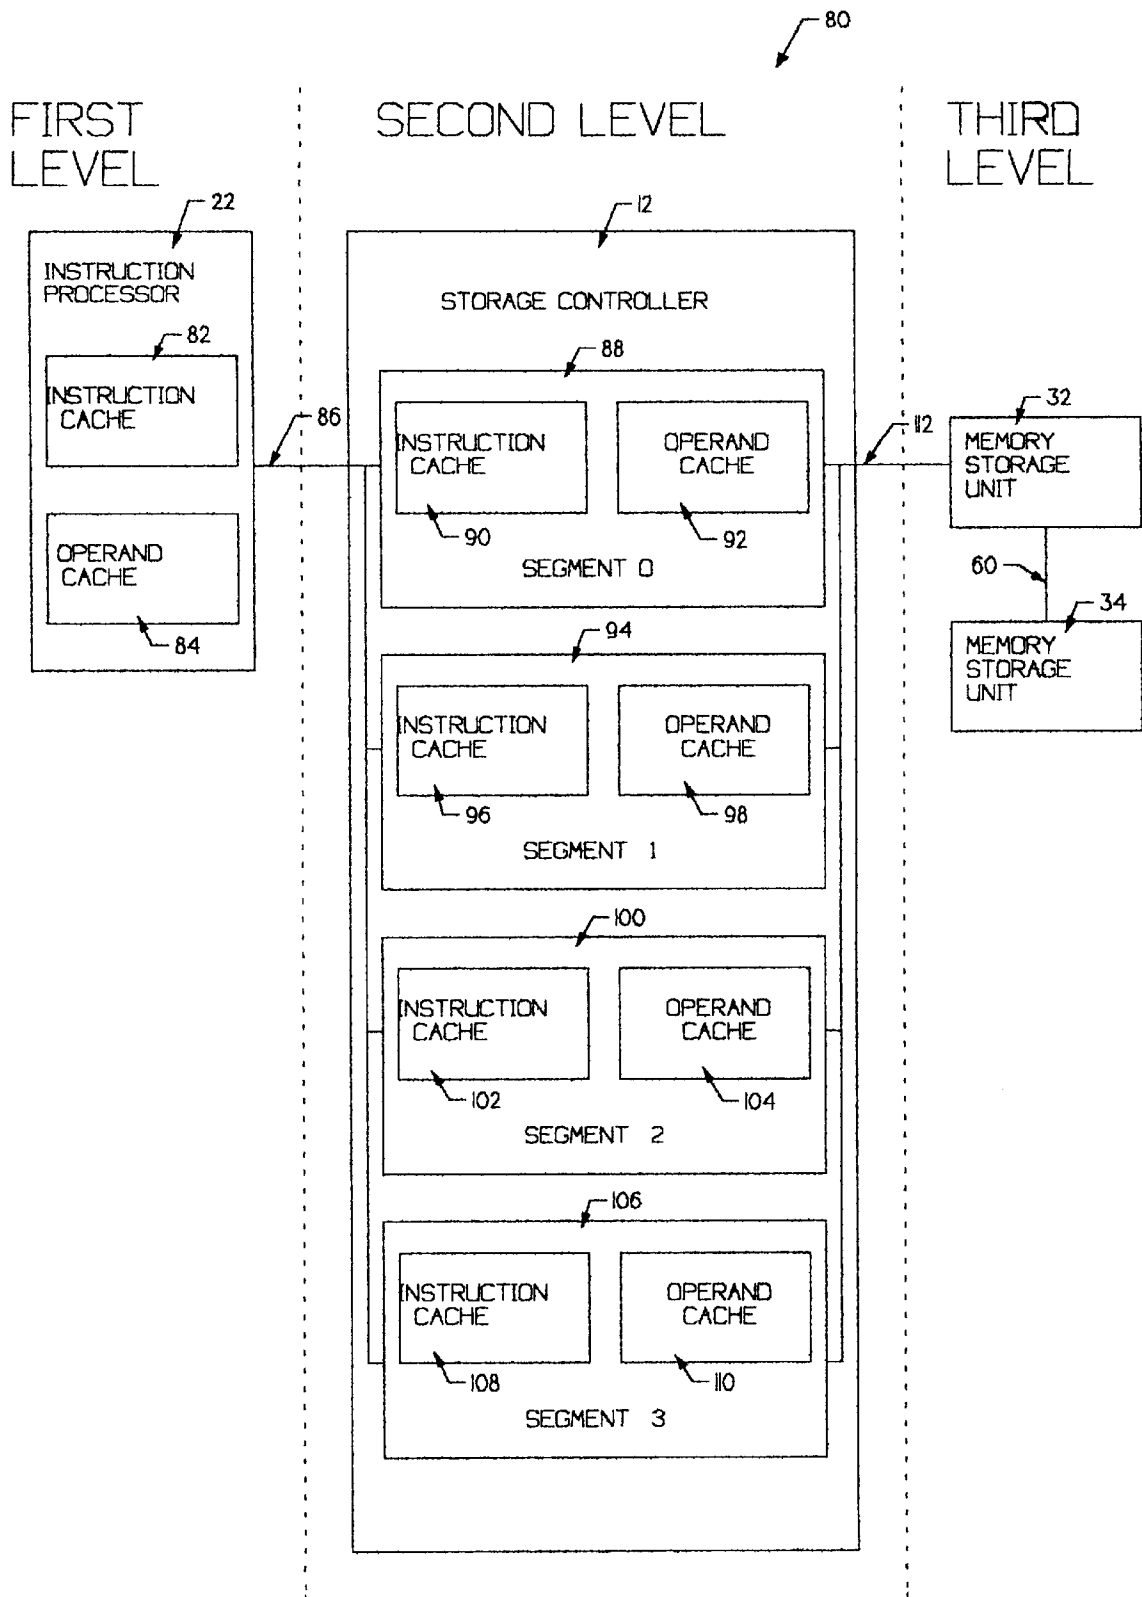 80
FIRST
LEVEL
SECOND LEVEL
THIRD
LEVEL
22
INSTRUCTION
PROCESSOR
82
INSTRUCTION
CACHE
OPERAND
CACHE
84
86
12
STORAGE CONTROLLER
88
INSTRUCTION
CACHE
90
OPERAND
CACHE
92
SEGMENT 0
94
INSTRUCTION
CACHE
96
OPERAND
CACHE
98
SEGMENT 1
100
INSTRUCTION
CACHE
102
OPERAND
CACHE
104
SEGMENT 2
106
INSTRUCTION
CACHE
108
OPERAND
CACHE
110
SEGMENT 3
112
32
MEMORY
STORAGE
UNIT
60
34
MEMORY
STORAGE
UNIT